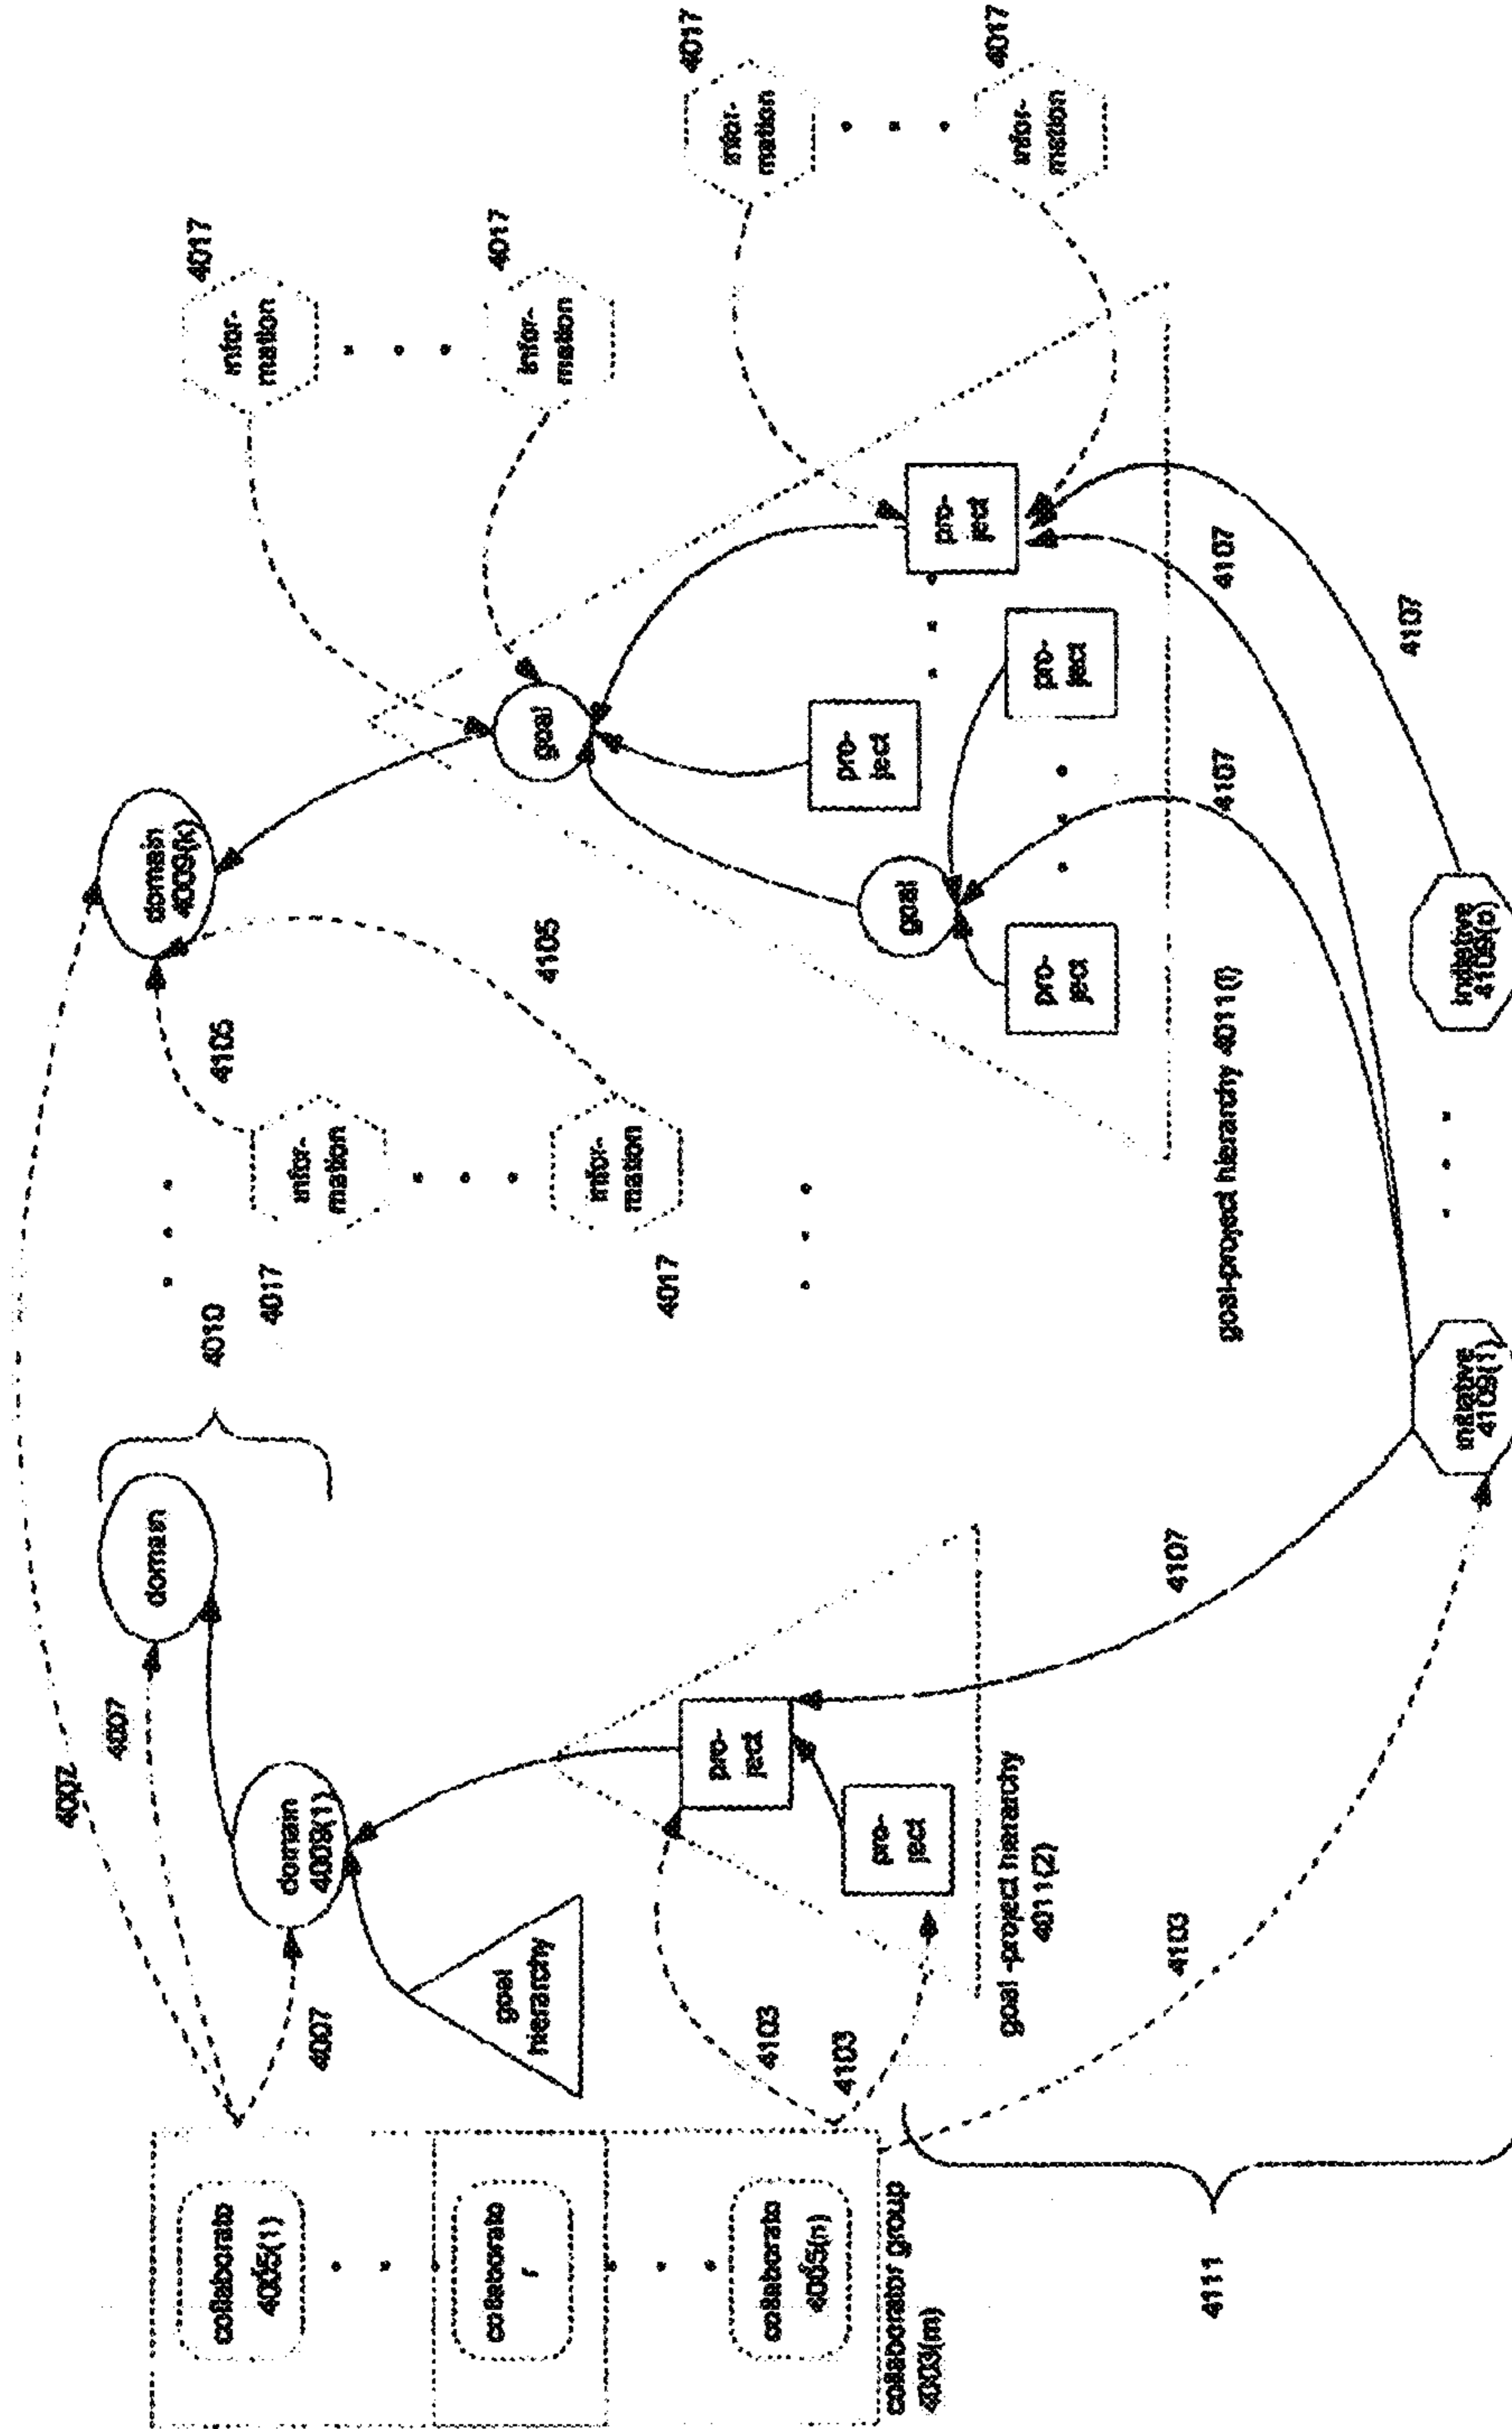 collaborato
4005(1)
collaborato
r
collaborato
4005(n)
collaborator group
4003(m)
4007
4007
4007
domain
4009(1)
domain
4010
goal
hierarchy
pro-
ject
pro-
ject
goal -project hierarchy
4011(2)
4103
4103
4103
4111
4107
domain
4009(k)
4105
4105
infor-
mation
4017
infor-
mation
4017
goal
infor-
mation
4017
infor-
mation
4017
goal
pro-
ject
pro-
ject
pro-
ject
pro-
ject
infor-
mation
4017
infor-
mation
4017
goal-project hierarchy 4011(l)
4107
4107
4107
Initiative
4109(1)
Initiative
4109(o)